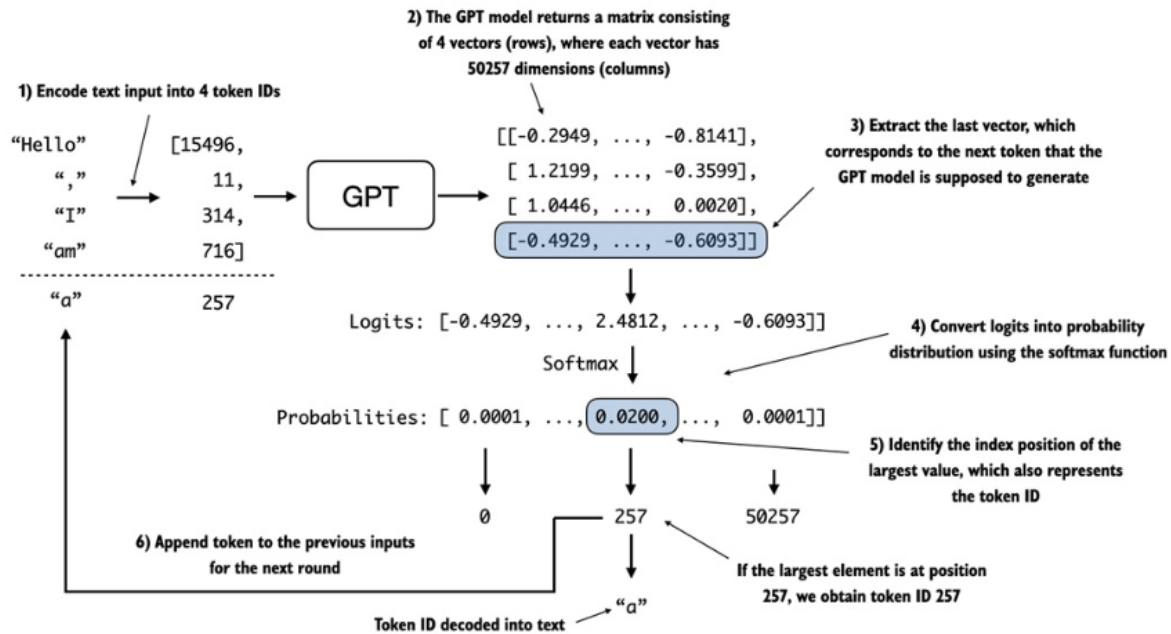 2) The GPT model returns a matrix consisting
of 4 vectors (rows), where each vector has
50257 dimensions (columns)
1) Encode text input into 4 token IDs
“Hello” [15496,
“,” 11,
“I” 314,
“am” 716]
“a” 257
GPT
[[-0.2949, ..., -0.8141],
[ 1.2199, ..., -0.3599],
[ 1.0446, ..., 0.0020],
[-0.4929, ..., -0.6093]]
3) Extract the last vector, which
corresponds to the next token that the
GPT model is supposed to generate
Logits: [-0.4929, ..., 2.4812, ..., -0.6093]]
Softmax
4) Convert logits into probability
distribution using the softmax function
Probabilities: [ 0.0001, ..., 0.0200, ..., 0.0001]]
5) Identify the index position of the
largest value, which also represents
the token ID
0 257 50257
6) Append token to the previous inputs
for the next round
If the largest element is at position
257, we obtain token ID 257
“a”
Token ID decoded into text